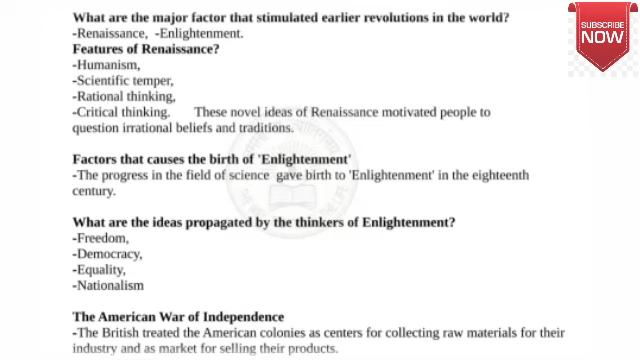 SUBSCRIBE
NOW
What are the major factor that stimulated earlier revolutions in the world?
-Renaissance,  -Enlightenment.
Features of Renaissance?
-Humanism,
-Scientific temper,
-Rational thinking,
-Critical thinking.    These novel ideas of Renaissance motivated people to
question irrational beliefs and traditions.
Factors that causes the birth of 'Enlightenment'
-The progress in the field of science  gave birth to 'Enlightenment' in the eighteenth
century.
What are the ideas propagated by the thinkers of Enlightenment?
-Freedom,
-Democracy,
-Equality,
-Nationalism
The American War of Independence
-The British treated the American colonies as centers for collecting raw materials for their
industry and as market for selling their products.